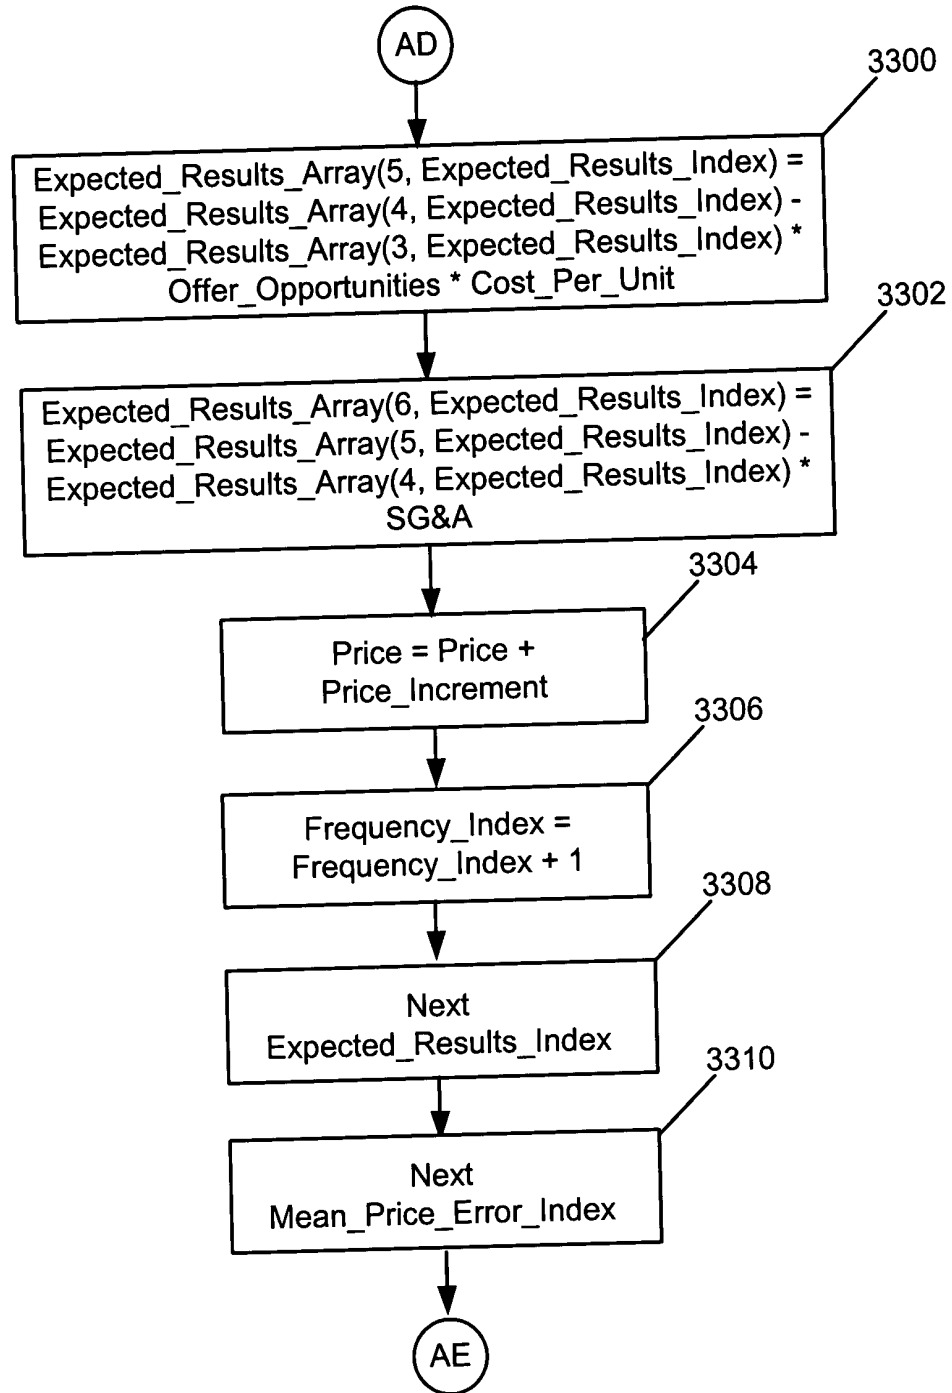 AD
3300
Expected_Results_Array(5, Expected_Results_Index) =
Expected_Results_Array(4, Expected_Results_Index) -
Expected_Results_Array(3, Expected_Results_Index) *
Offer_Opportunities * Cost_Per_Unit
3302
Expected_Results_Array(6, Expected_Results_Index) =
Expected_Results_Array(5, Expected_Results_Index) -
Expected_Results_Array(4, Expected_Results_Index) *
SG&A
3304
Price = Price +
Price_Increment
3306
Frequency_Index =
Frequency_Index + 1
3308
Next
Expected_Results_Index
3310
Next
Mean_Price_Error_Index
AE